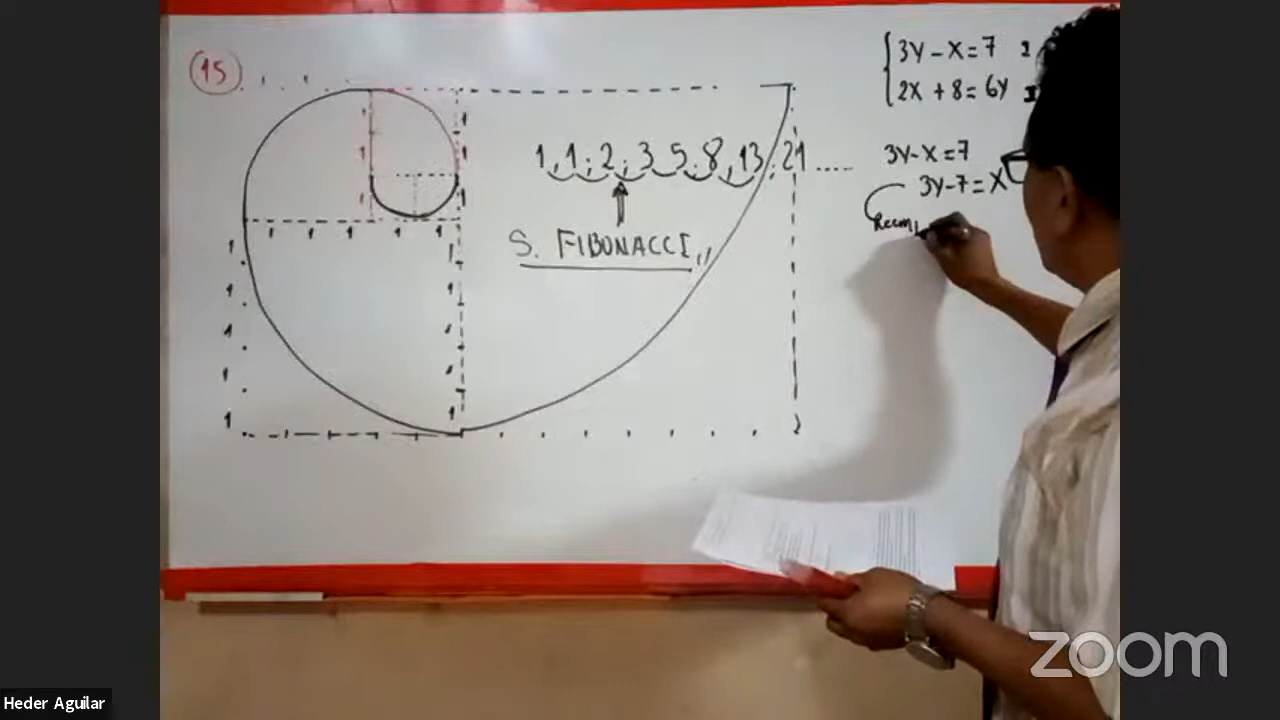 15
3Y - X = 7
2X + 8 = 6Y
1, 1, 2, 3 5, 8, 13, 21 ......
S. FIBONACCI,,
3Y - X = 7
3Y - 7 = X
zoom
Heder Aguilar